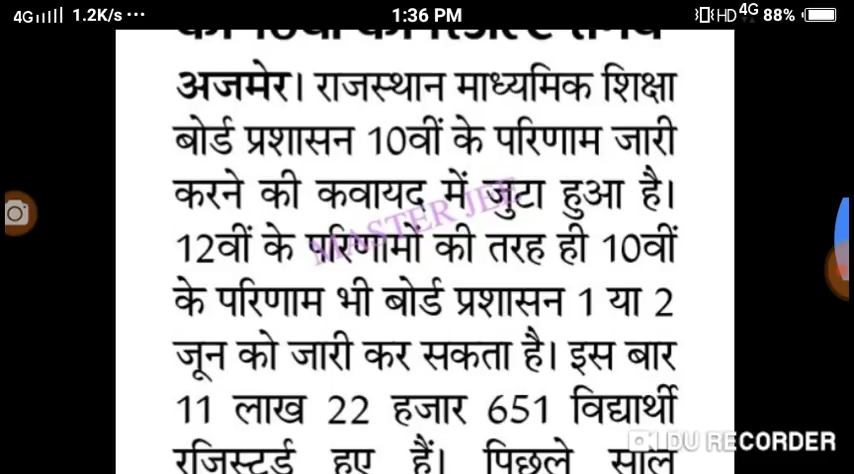 4G 1.2K/s ... 1:36 PM HD 4G 88%
अजमेर। राजस्थान माध्यमिक शिक्षा
बोर्ड प्रशासन 10वीं के परिणाम जारी
करने की कवायद में जुटा हुआ है।
12वीं के परिणामों की तरह ही 10वीं
के परिणाम भी बोर्ड प्रशासन 1 या 2
जून को जारी कर सकता है। इस बार
11 लाख 22 हजार 651 विद्यार्थी
रजिस्टर्ड हुए हैं। पिछले साल
MASTER JEE
DU RECORDER